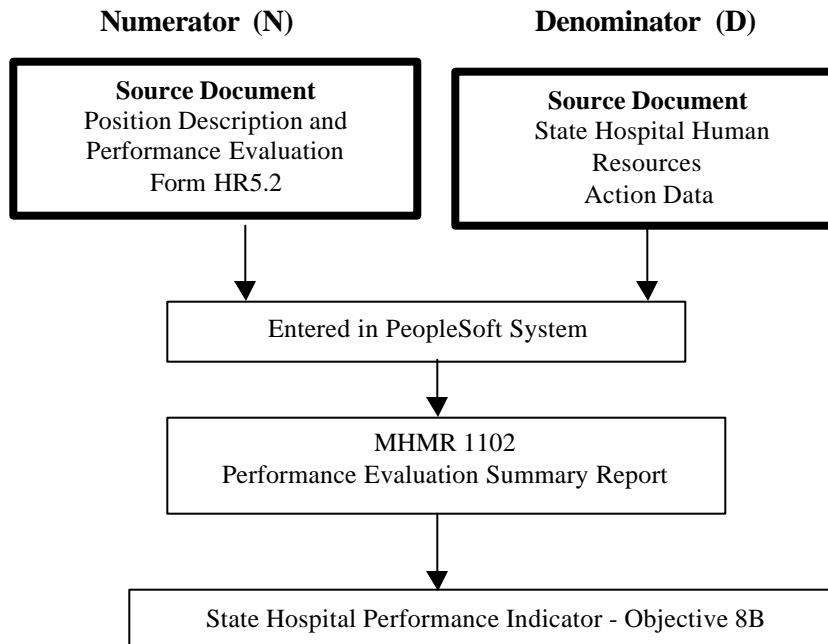 Numerator (N)
Denominator (D)
Source Document
Position Description and
Performance Evaluation
Form HR5.2
Source Document
State Hospital Human
Resources
Action Data
Entered in PeopleSoft System
MHMR 1102
Performance Evaluation Summary Report
State Hospital Performance Indicator - Objective 8B